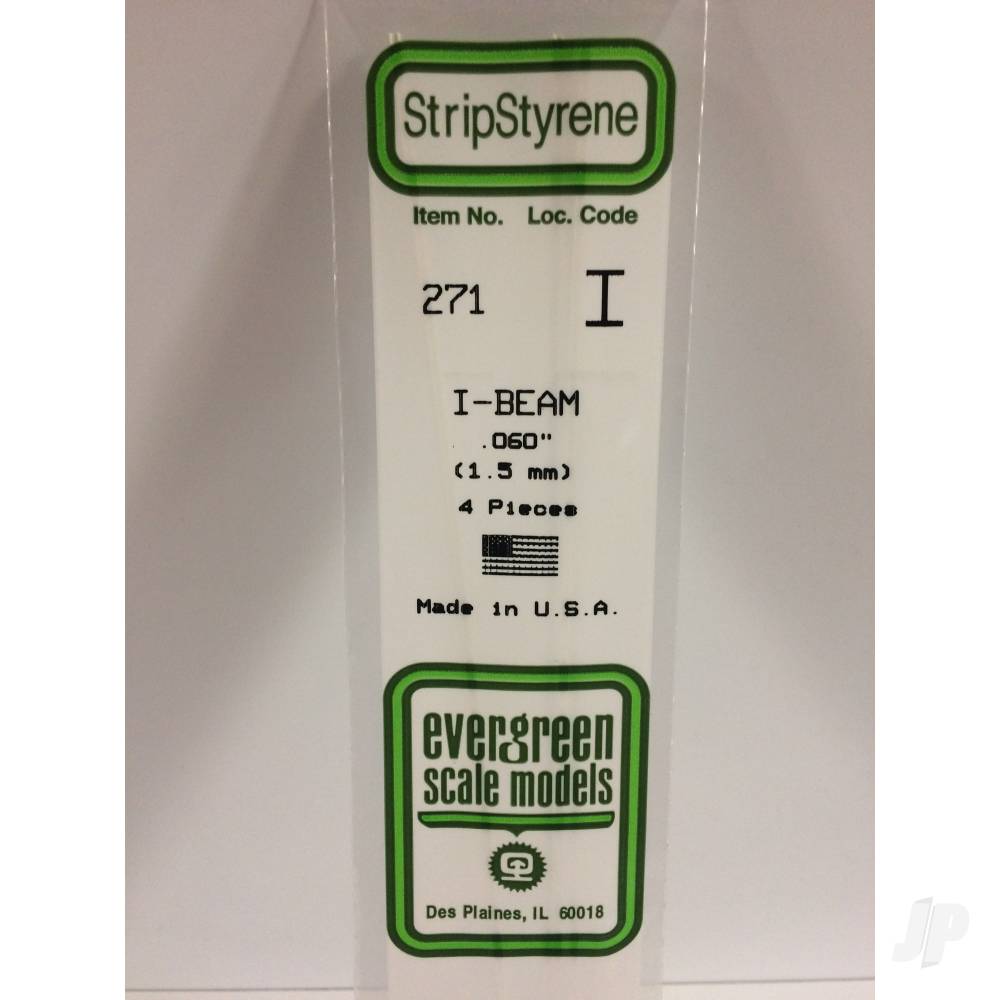 StripStyrene
Item No. Loc. Code
271 I
I-BEAM
.060"
(1.5 mm)
4 Pieces
Made in U.S.A.
evergreen
scale models
Des Plaines, IL 60018
JP